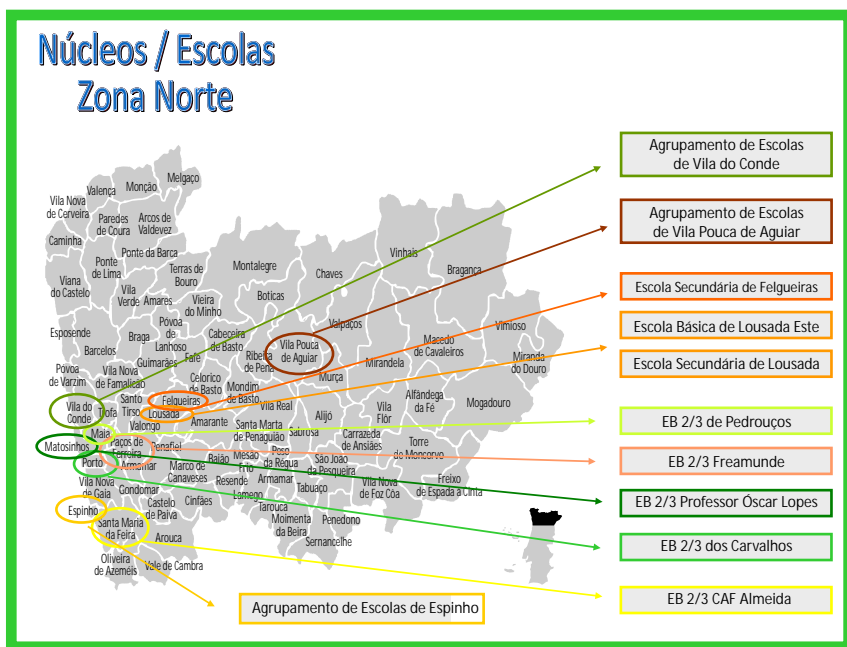 Núcleos / Escolas
Zona Norte
Agrupamento de Escolas
de Vila do Conde
Agrupamento de Escolas
de Vila Pouca de Aguiar
Escola Secundária de Felgueiras
Escola Básica de Lousada Este
Escola Secundária de Lousada
EB 2/3 de Pedrouços
EB 2/3 Freamunde
EB 2/3 Professor Óscar Lopes
EB 2/3 dos Carvalhos
EB 2/3 CAF Almeida
Agrupamento de Escolas de Espinho
Melgaço
Monção
Valença
Vila Nova
de Cerveira
Paredes
de Coura
Arcos de
Valdevez
Caminha
Ponte da Barca
Ponte
de Lima
Viana
do Castelo
Vila
Verde
Amares
Terras de
Bouro
Vieira
do Minho
Montalegre
Boticas
Chaves
Vinhais
Bragança
Esposende
Barcelos
Braga
Póvoa
de
Lanhoso
Guimarães
Fafe
Cabeceira
de Basto
Ribeira
de Pena
Vila Pouca
de Aguiar
Valpaços
Mirandela
Macedo
de Cavaleiros
Vimioso
Miranda
do Douro
Póvoa
de Varzim
Vila Nova
de Famalicão
Celorico
de Basto
Mondim
de Basto
Murça
Alfândega
da Fé
Mogadouro
Vila do
Conde
Trofa
Santo
Tirso
Felgueiras
Lousada
Vila Real
Alijó
Vila
Flôr
Valongo
Amarante
Santa Marta
de Penaguião
Sabrosa
Carrazeda
de Ansiães
Torre
de Moncorvo
Maia
Matosinhos
Paços de
Ferreira
Penafiel
Porto
Armamar
Marco de
Canaveses
Baião
Mesão
Frio
Peso
da Régua
São João
da Pesqueira
Vila Nova
de Gaia
Gondomar
Resende
Armamar
Tabuaço
Vila Nova
de Foz Côa
Freixo
de Espada à Cinta
Espinho
Castelo
de Paiva
Cinfães
Lamego
Tarouca
Moimenta
da Beira
Penedono
Sernancelhe
Santa Maria
da Feira
Arouca
Oliveira
de Azeméis
Vale de Cambra